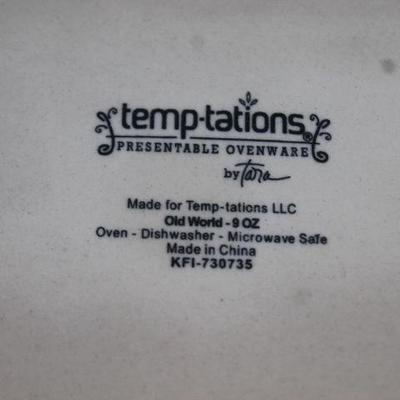 temp-tations®
PRESENTABLE OVENWARE
by Tara
Made for Temp-tations LLC
Old World - 9 OZ
Oven - Dishwasher - Microwave Safe
Made in China
KFI-730735